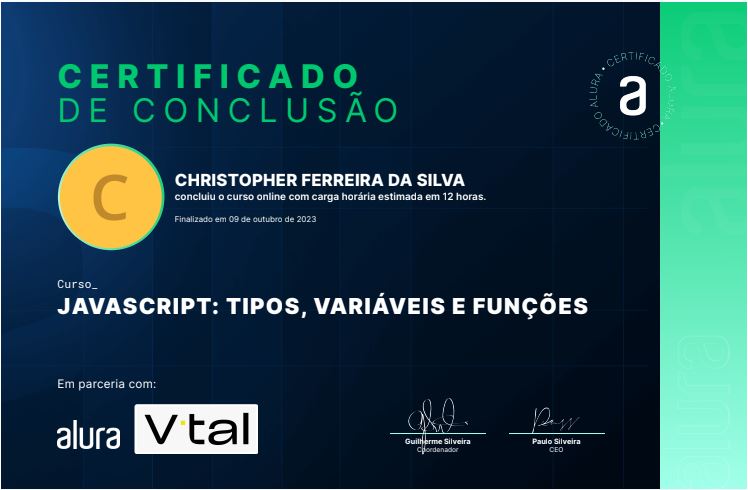 CERTIFICADO
DE CONCLUSÃO
ALURA • CERTIFICADO ALURA • CERTIFICADO
a
C
CHRISTOPHER FERREIRA DA SILVA
concluiu o curso online com carga horária estimada em 12 horas.
Finalizado em 09 de outubro de 2023
Curso_
JAVASCRIPT: TIPOS, VARIÁVEIS E FUNÇÕES
Em parceria com:
alura
V·tal
Guilherme Silveira
Coordenador
Paulo Silveira
CEO
alura
alura